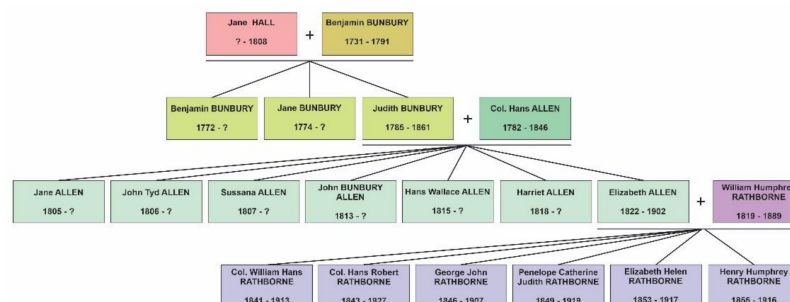 Jane HALL
? - 1808
+
Benjamin BUNBURY
1731 - 1791
Benjamin BUNBURY
1772 - ?
Jane BUNBURY
1774 - ?
Judith BUNBURY
1785 - 1861
+
Col. Hans ALLEN
1782 - 1846
Jane ALLEN
1805 - ?
John Tyd ALLEN
1806 - ?
Sussana ALLEN
1807 - ?
John BUNBURY
ALLEN
1813 - ?
Hans Wallace ALLEN
1815 - ?
Harriet ALLEN
1818 - ?
Elizabeth ALLEN
1822 - 1902
+
William Humphre
RATHBORNE
1819 - 1889
Col. William Hans
RATHBORNE
1841 - 1913
Col. Hans Robert
RATHBORNE
1843 - 1927
George John
RATHBORNE
1846 - 1907
Penelope Catherine
Judith RATHBORNE
1849 - 1919
Elizabeth Helen
RATHBORNE
1853 - 1917
Henry Humphrey
RATHBORNE
1855 - 1916